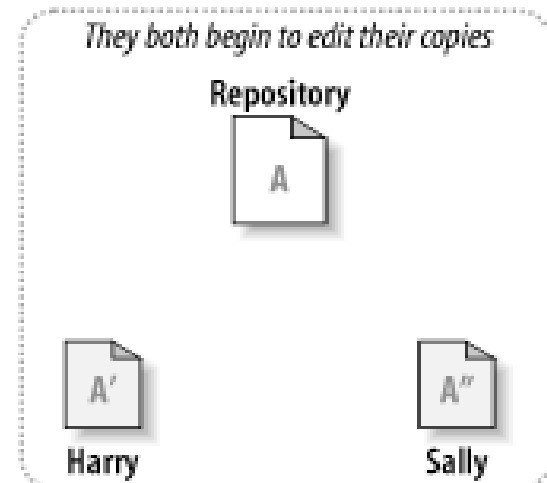 They both begin to edit their copies
Repository
A
A′
A″
Harry
Sally